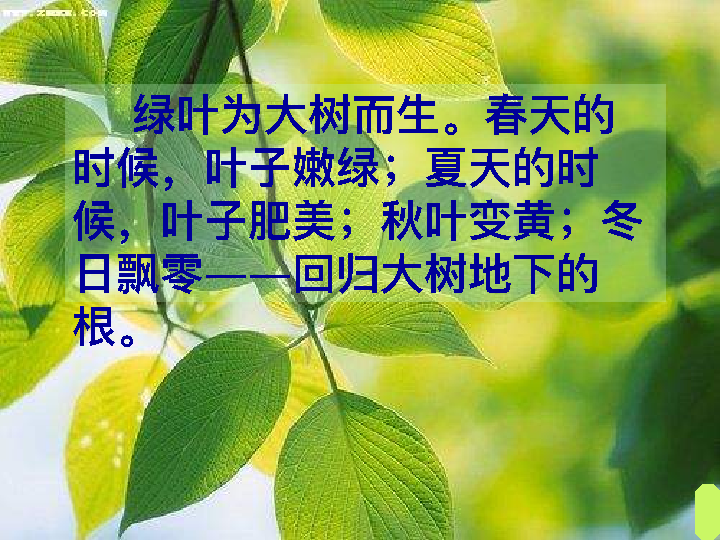 绿叶为大树而生。春天的
时候，叶子嫩绿；夏天的时
候，叶子肥美；秋叶变黄；冬
日飘零——回归大树地下的
根。